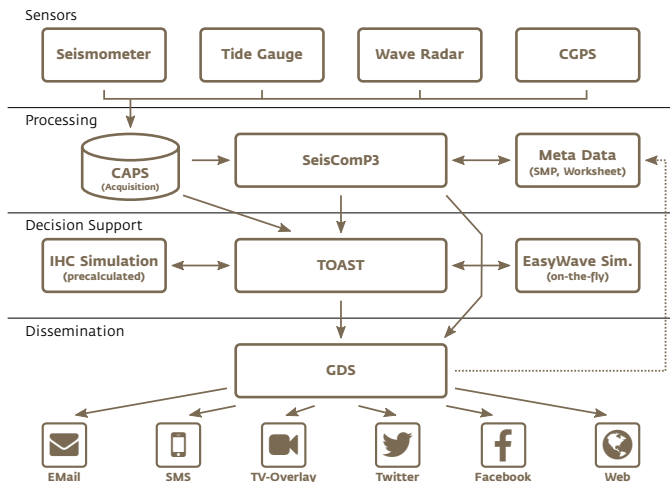 Sensors
Seismometer
Tide Gauge
Wave Radar
CGPS
Processing
CAPS
(Acquisition)
SeisComP3
Meta Data
(SMP, Worksheet)
Decision Support
IHC Simulation
(precalculated)
TOAST
EasyWave Sim.
(on-the-fly)
Dissemination
GDS
EMail
SMS
TV-Overlay
Twitter
Facebook
Web